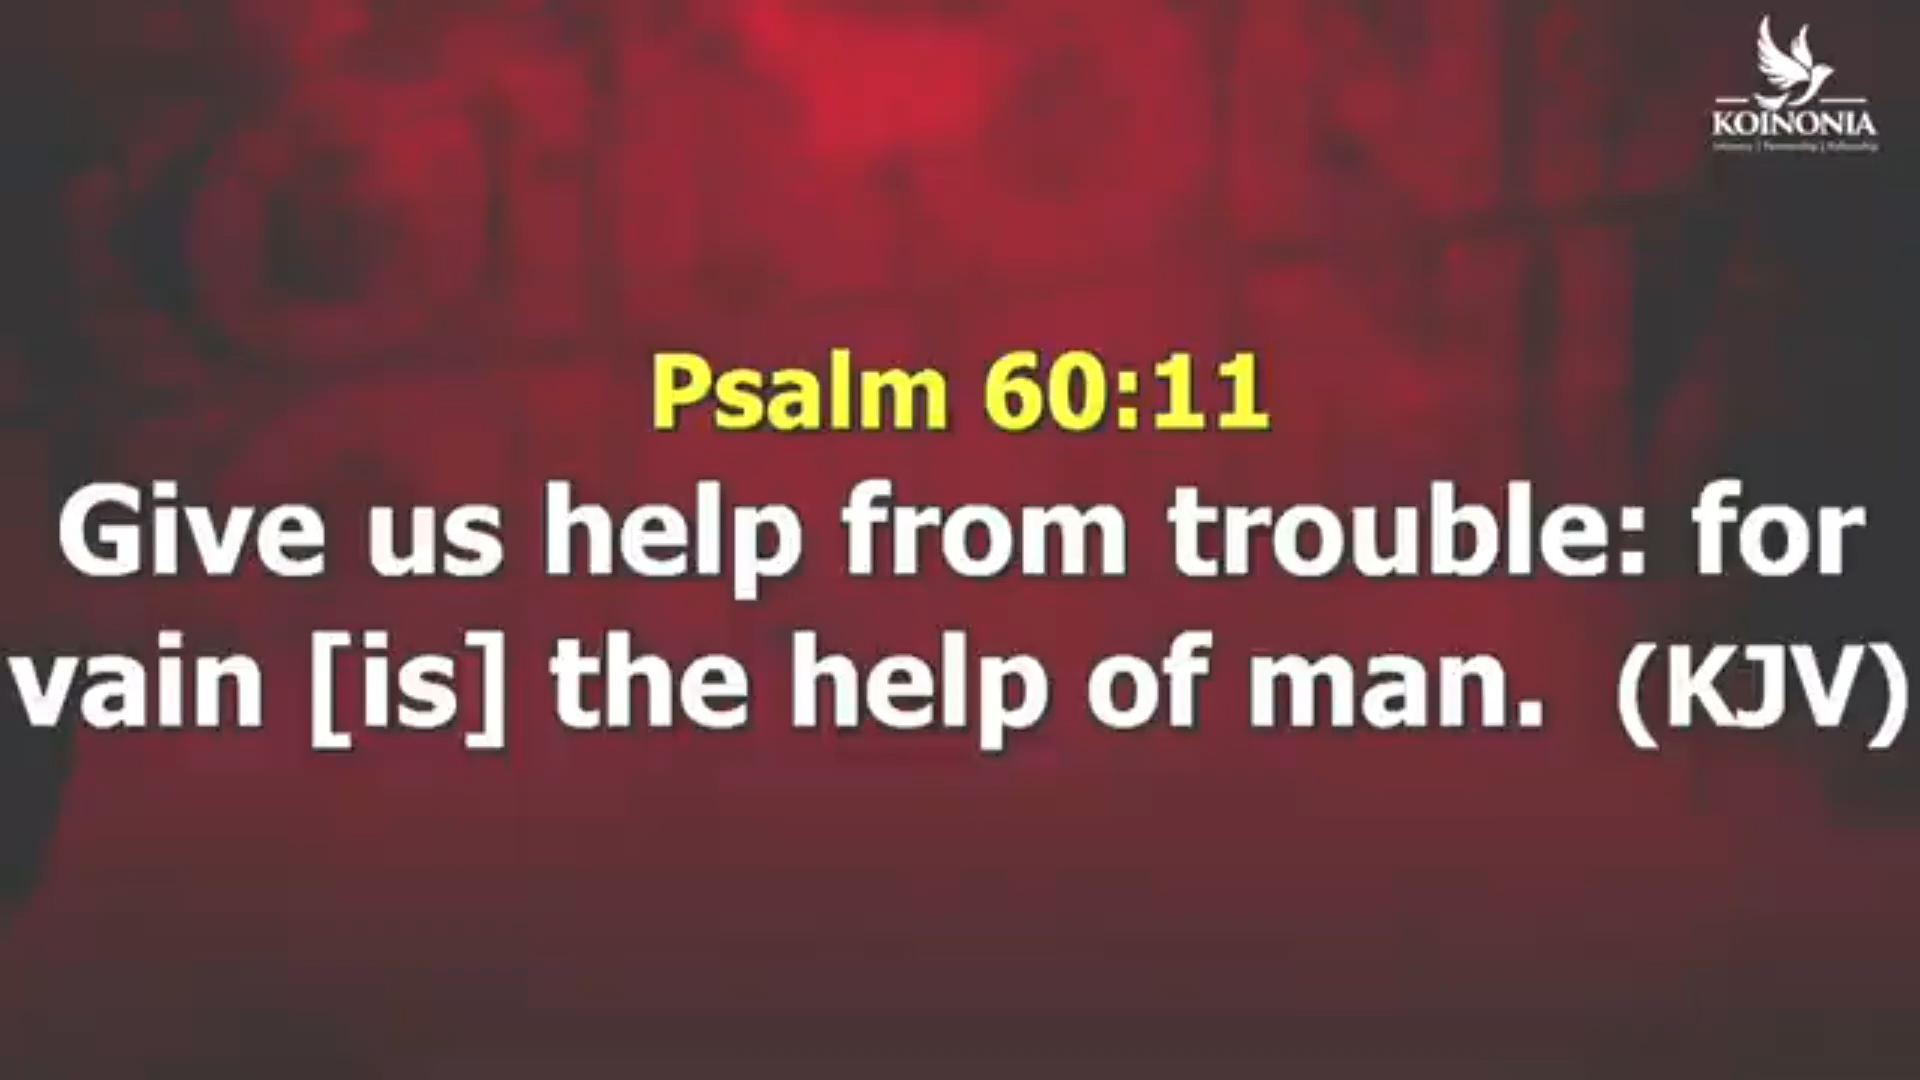 KOINONIA
Psalm 60:11
Give us help from trouble: for
vain [is] the help of man.  (KJV)